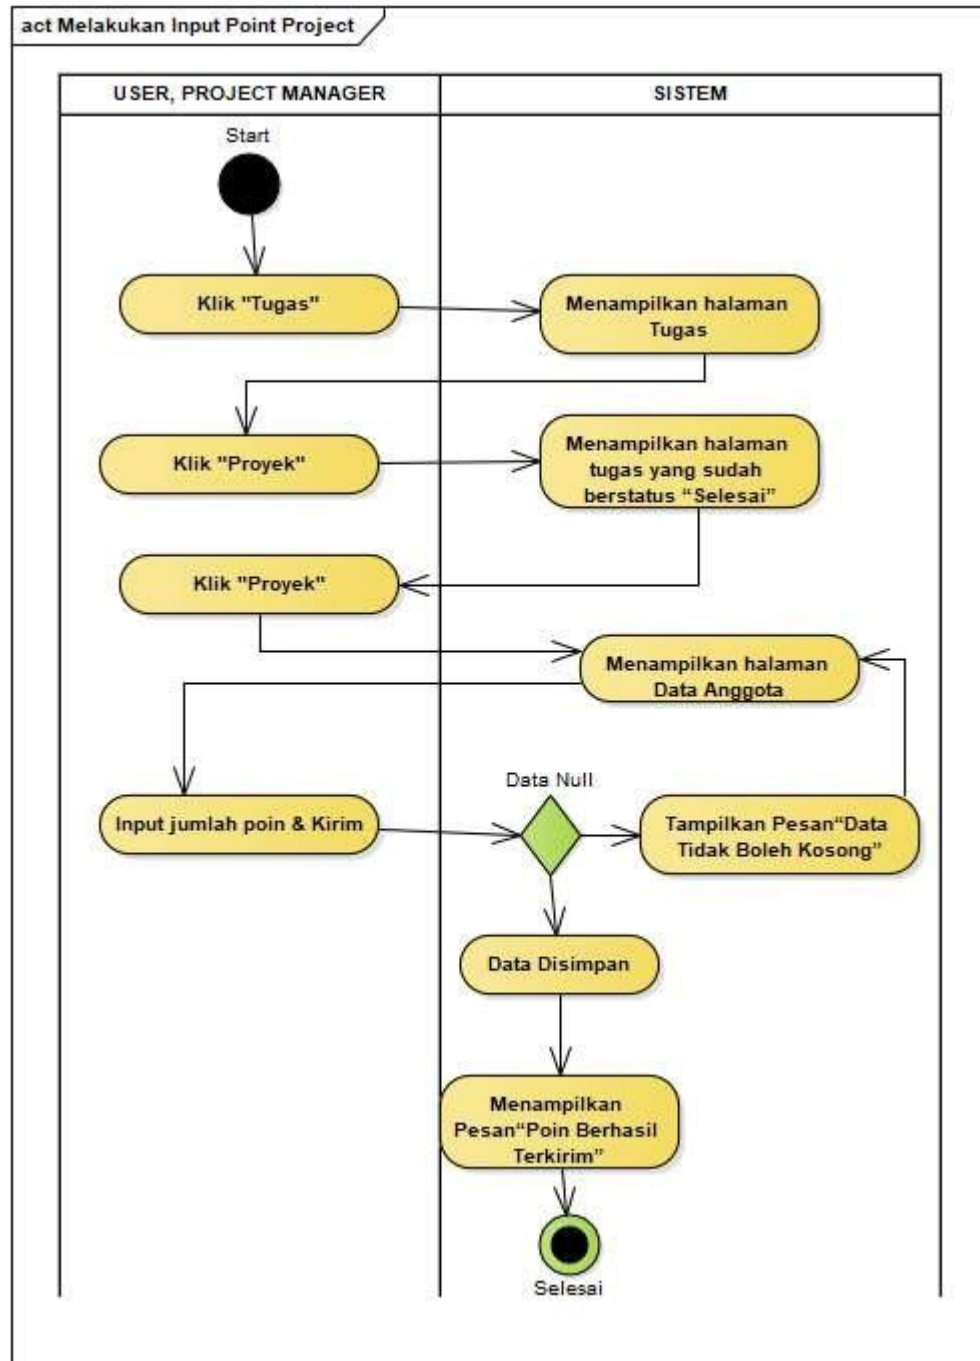 act Melakukan Input Point Project
USER, PROJECT MANAGER
SISTEM
Start
Klik "Tugas"
Menampilkan halaman
Tugas
Klik "Proyek"
Menampilkan halaman
tugas yang sudah
berstatus “Selesai”
Klik "Proyek"
Menampilkan halaman
Data Anggota
Input jumlah poin & Kirim
Data Null
Tampilkan Pesan“Data
Tidak Boleh Kosong”
Data Disimpan
Menampilkan
Pesan“Poin Berhasil
Terkirim”
Selesai